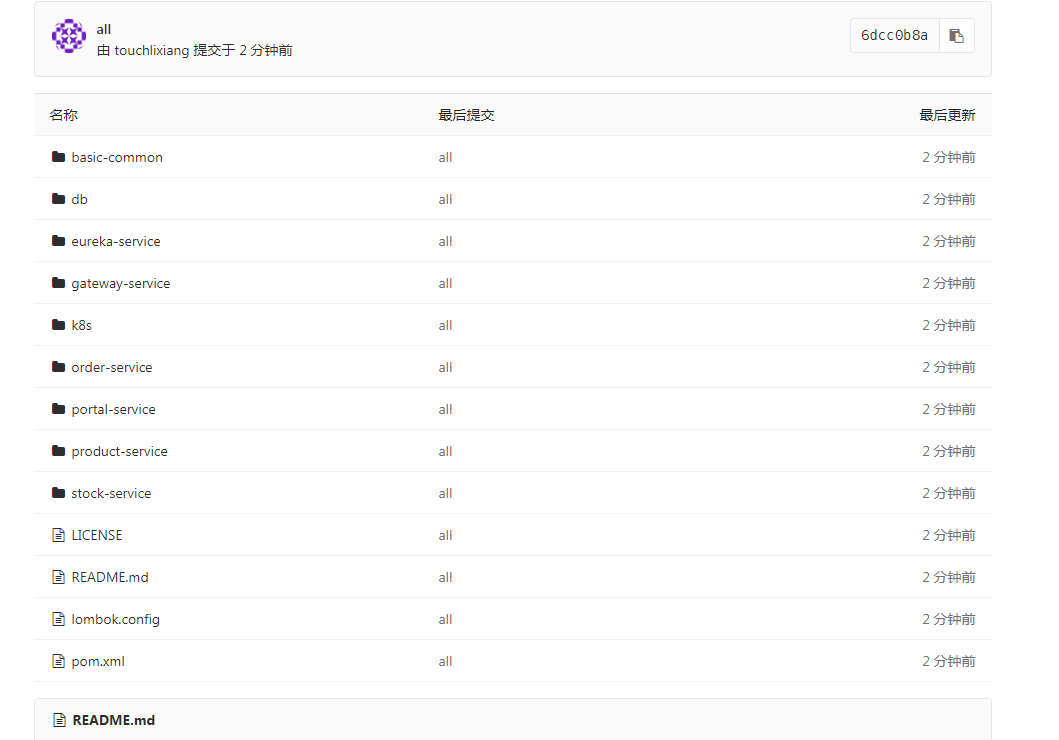 all
由 touchlixiang 提交于 2 分钟前
6dcc0b8a
名称 最后提交 最后更新
basic-common all 2 分钟前
db all 2 分钟前
eureka-service all 2 分钟前
gateway-service all 2 分钟前
k8s all 2 分钟前
order-service all 2 分钟前
portal-service all 2 分钟前
product-service all 2 分钟前
stock-service all 2 分钟前
LICENSE all 2 分钟前
README.md all 2 分钟前
lombok.config all 2 分钟前
pom.xml all 2 分钟前
README.md